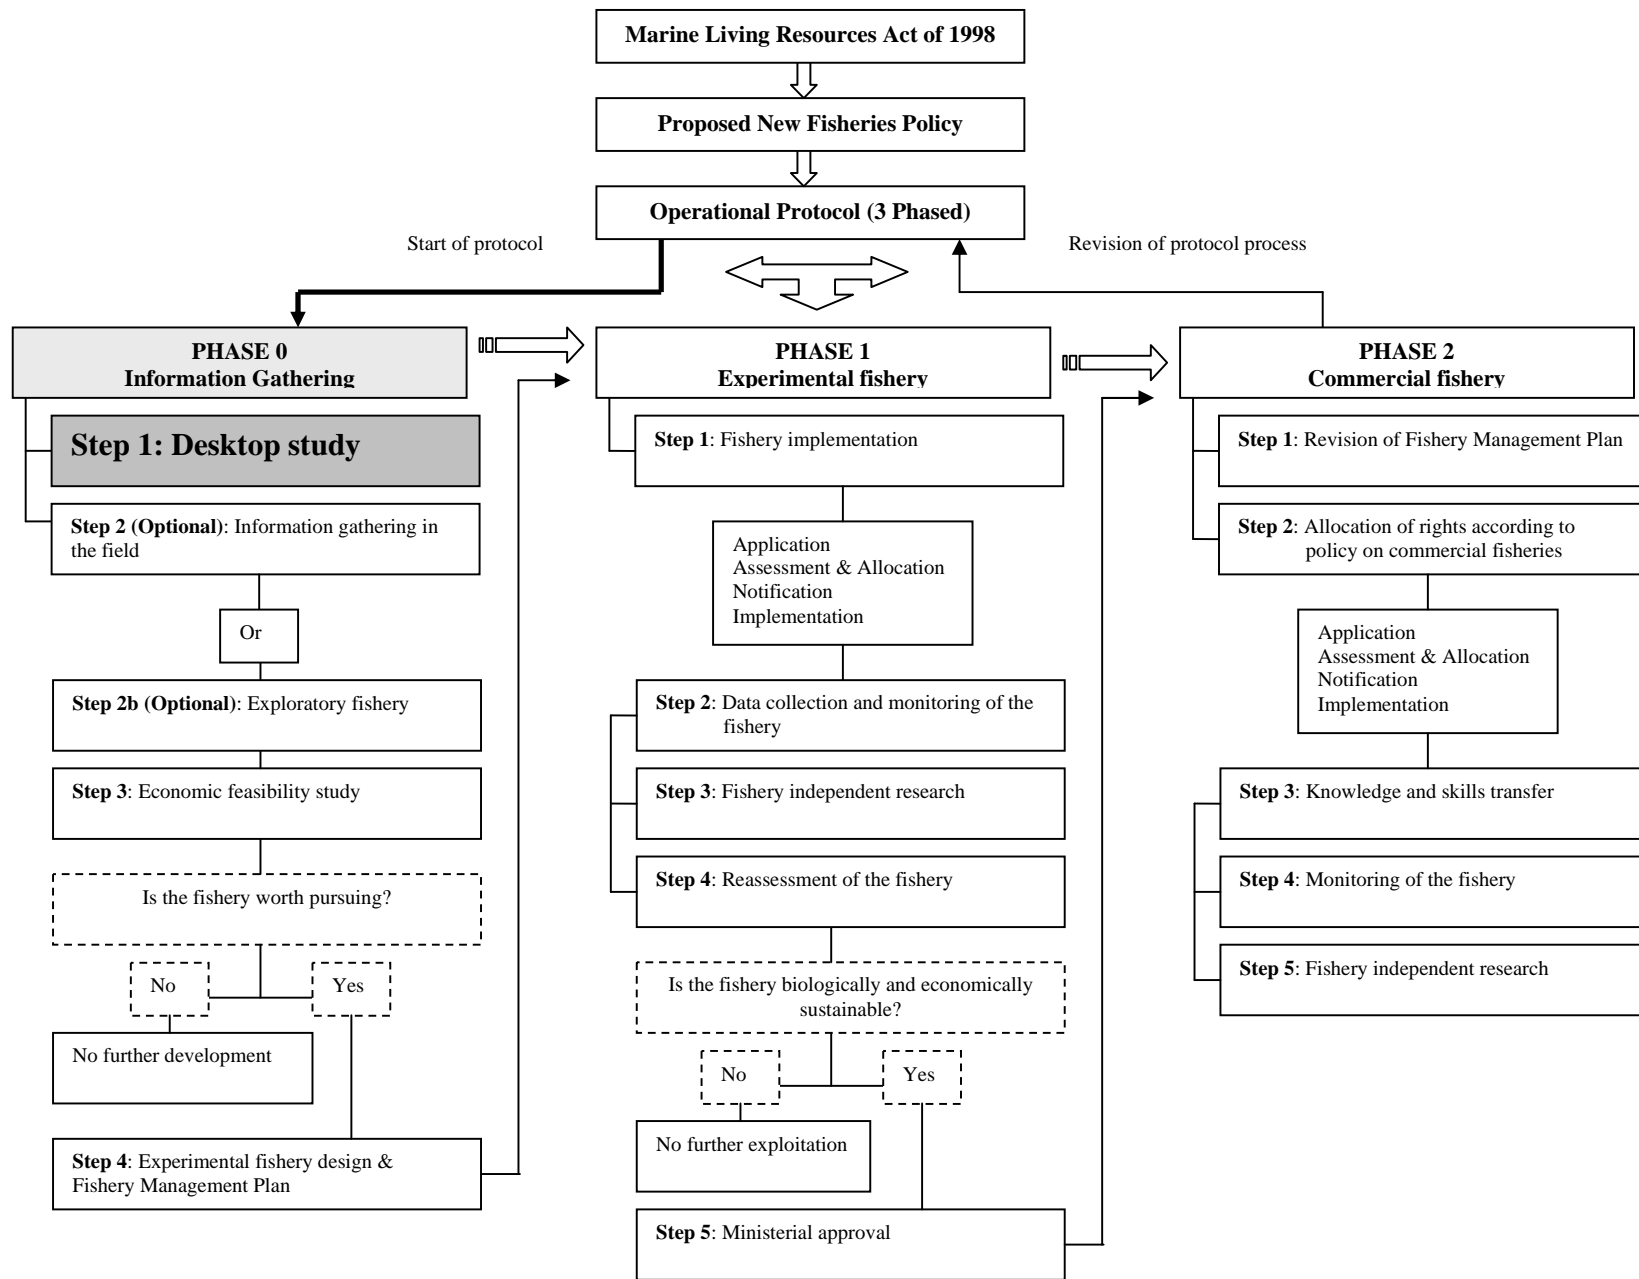 Marine Living Resources Act of 1998
Proposed New Fisheries Policy
Operational Protocol (3 Phased)
Start of protocol
Revision of protocol process
PHASE 0
Information Gathering
Step 1: Desktop study
Step 2 (Optional): Information gathering in
the field
Or
Step 2b (Optional): Exploratory fishery
Step 3: Economic feasibility study
Is the fishery worth pursuing?
No
Yes
No further development
Step 4: Experimental fishery design &
Fishery Management Plan
PHASE 1
Experimental fishery
Step 1: Fishery implementation
Application
Assessment & Allocation
Notification
Implementation
Step 2: Data collection and monitoring of the
fishery
Step 3: Fishery independent research
Step 4: Reassessment of the fishery
Is the fishery biologically and economically
sustainable?
No
Yes
No further exploitation
Step 5: Ministerial approval
PHASE 2
Commercial fishery
Step 1: Revision of Fishery Management Plan
Step 2: Allocation of rights according to
policy on commercial fisheries
Application
Assessment & Allocation
Notification
Implementation
Step 3: Knowledge and skills transfer
Step 4: Monitoring of the fishery
Step 5: Fishery independent research